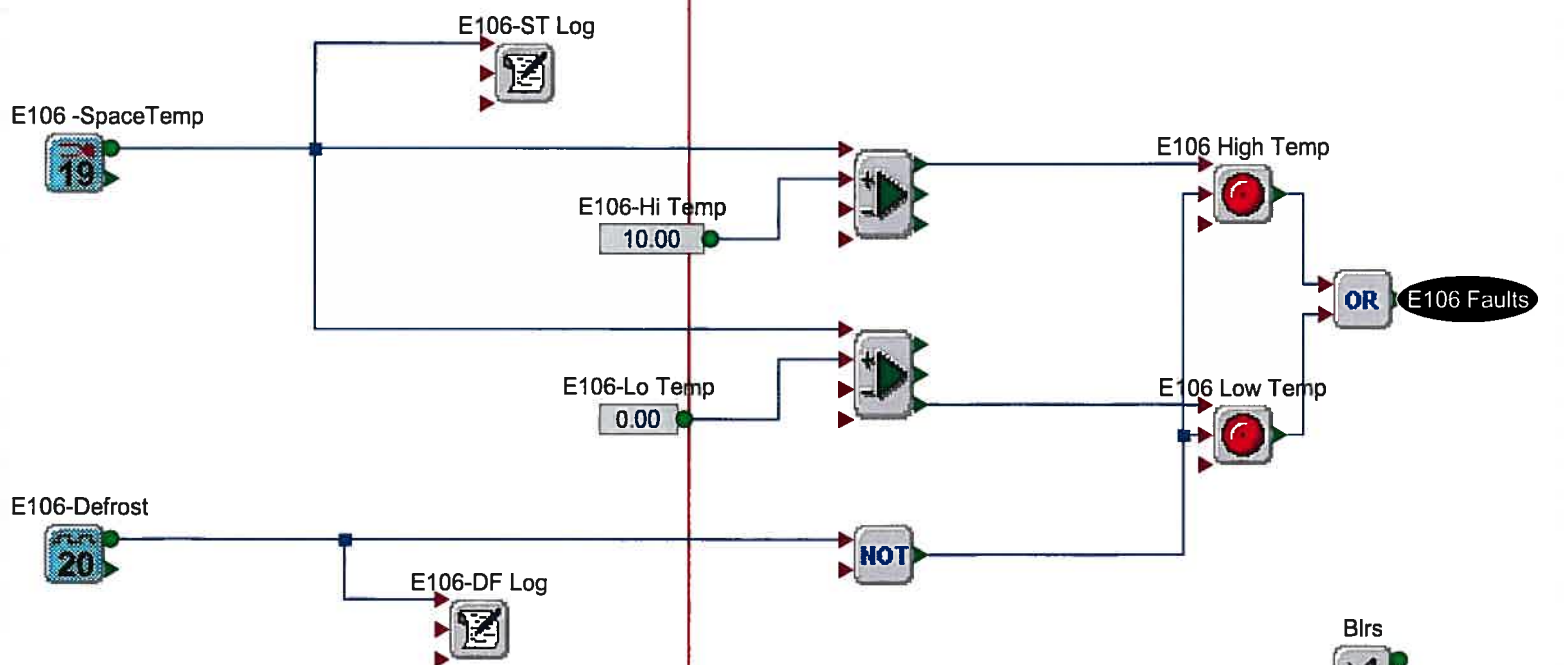 E106-ST Log
E106 -SpaceTemp
19
E106 High Temp
E106-Hi Temp
10.00
OR
E106 Faults
E106-Lo Temp
0.00
E106 Low Temp
E106-Defrost
20
NOT
E106-DF Log
Blrs